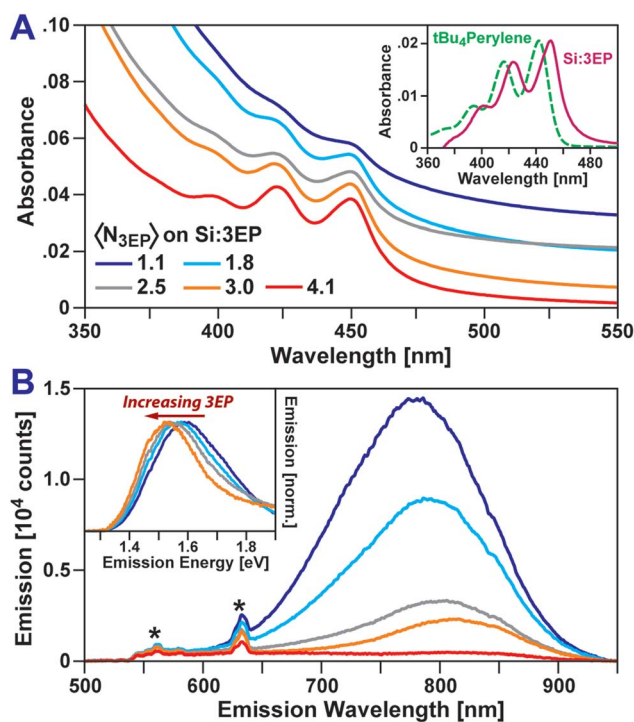 A
.10
.08
.06
.04
.02
0
Absorbance
350
400
450
500
550
Wavelength [nm]
⟨N3EP⟩ on Si:3EP
1.1
1.8
2.5
3.0
4.1
tBu4Perylene
Si:3EP
.02
.01
0
Absorbance
360
400
440
480
Wavelength [nm]
B
1.5
1.0
0.5
0
Emission [10⁴ counts]
500
600
700
800
900
Emission Wavelength [nm]
Increasing 3EP
Emission [norm.]
1.4
1.6
1.8
Emission Energy [eV]
*
*